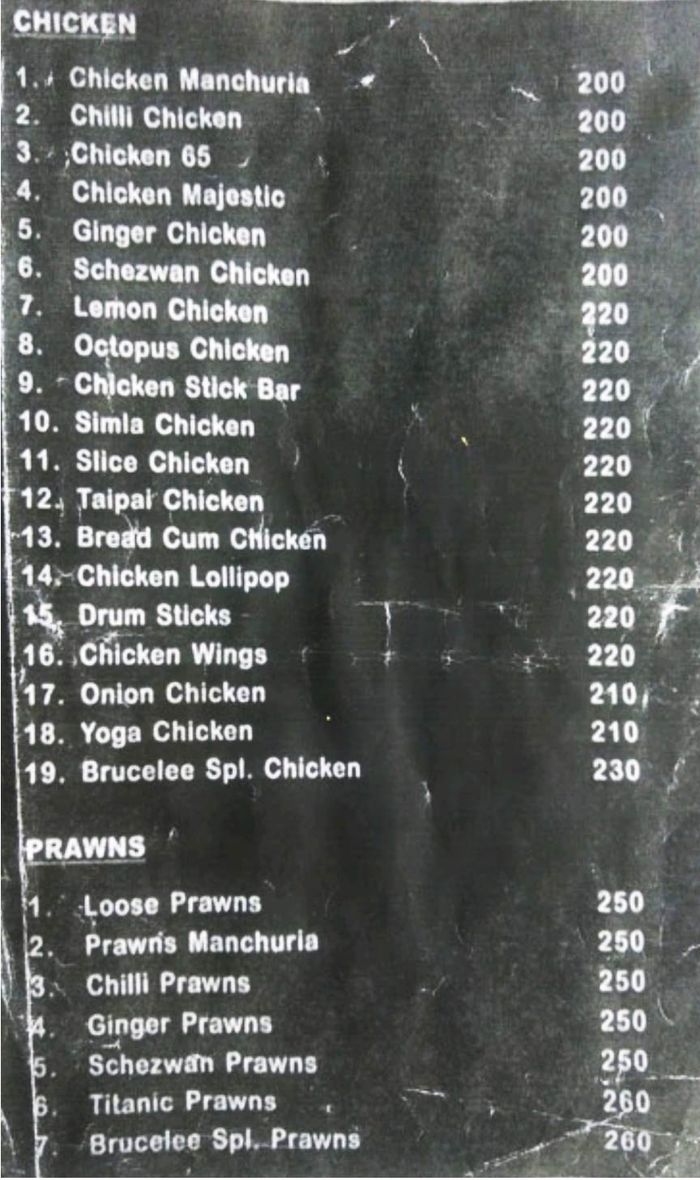 CHICKEN
1. Chicken Manchuria 200
2. Chilli Chicken 200
3. Chicken 65 200
4. Chicken Majestic 200
5. Ginger Chicken 200
6. Schezwan Chicken 200
7. Lemon Chicken 220
8. Octopus Chicken 220
9. Chicken Stick Bar 220
10. Simla Chicken 220
11. Slice Chicken 220
12. Taipai Chicken 220
13. Bread Cum Chicken 220
14. Chicken Lollipop 220
15. Drum Sticks 220
16. Chicken Wings 220
17. Onion Chicken 210
18. Yoga Chicken 210
19. Brucelee Spl. Chicken 230
PRAWNS
1. Loose Prawns 250
2. Prawns Manchuria 250
3. Chilli Prawns 250
4. Ginger Prawns 250
5. Schezwan Prawns 250
6. Titanic Prawns 260
7. Brucelee Spl. Prawns 260